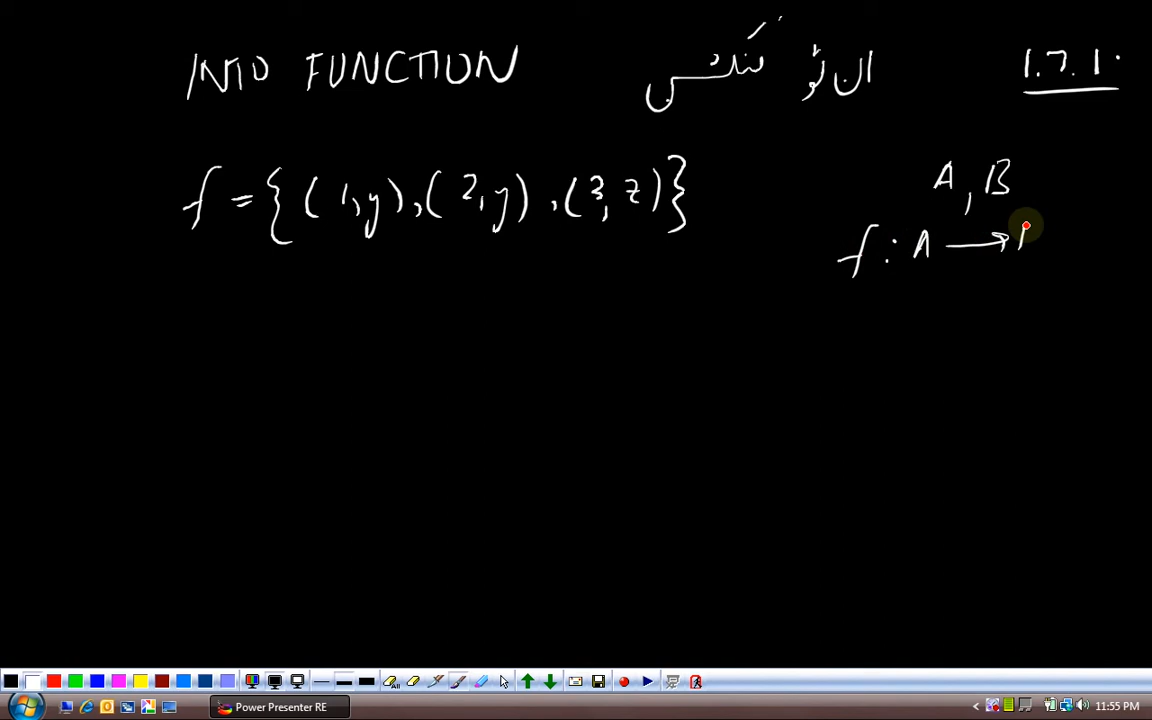 INTO FUNCTION ان ٹو فنکشن 1.7.1.
f = {(1,y),(2,y),(3,z)}
A, B
f : A →
Power Presenter RE
11:55 PM